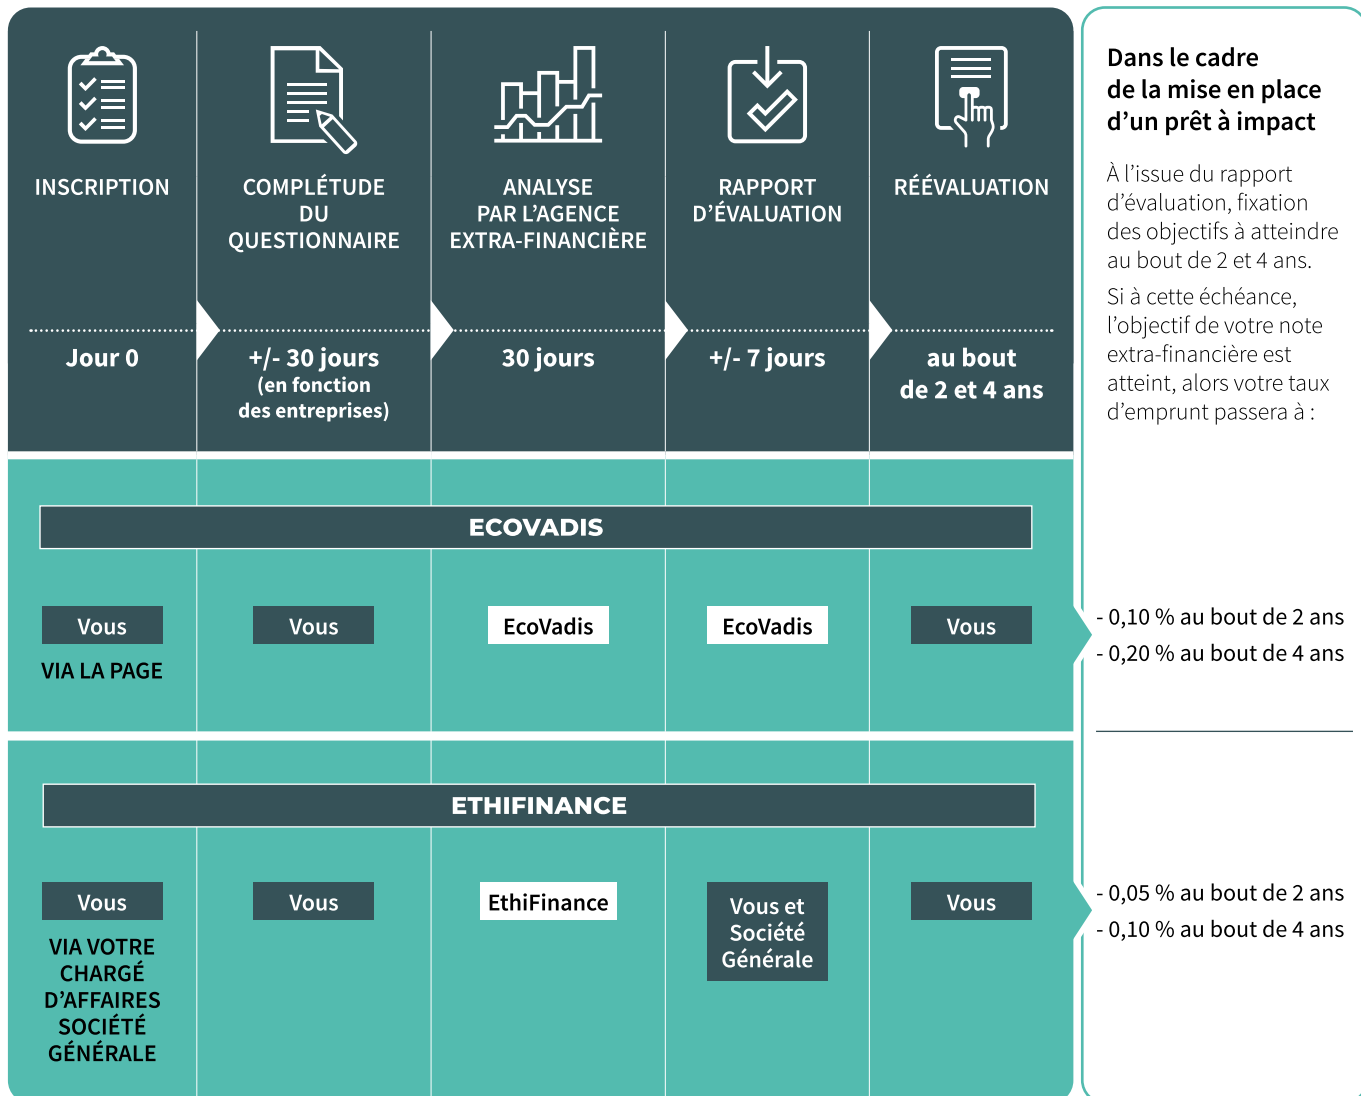 INSCRIPTION
Jour 0
COMPLÉTUDE
DU
QUESTIONNAIRE
+/- 30 jours
(en fonction
des entreprises)
ANALYSE
PAR L’AGENCE
EXTRA-FINANCIÈRE
30 jours
RAPPORT
D’ÉVALUATION
+/- 7 jours
RÉÉVALUATION
au bout
de 2 et 4 ans
Dans le cadre
de la mise en place
d’un prêt à impact
À l’issue du rapport
d’évaluation, fixation
des objectifs à atteindre
au bout de 2 et 4 ans.
Si à cette échéance,
l’objectif de votre note
extra-financière est
atteint, alors votre taux
d’emprunt passera à :
ECOVADIS
Vous
VIA LA PAGE
Vous
EcoVadis
EcoVadis
Vous
- 0,10 % au bout de 2 ans
- 0,20 % au bout de 4 ans
ETHIFINANCE
Vous
VIA VOTRE
CHARGÉ
D’AFFAIRES
SOCIÉTÉ
GÉNÉRALE
Vous
EthiFinance
Vous et
Société
Générale
Vous
- 0,05 % au bout de 2 ans
- 0,10 % au bout de 4 ans